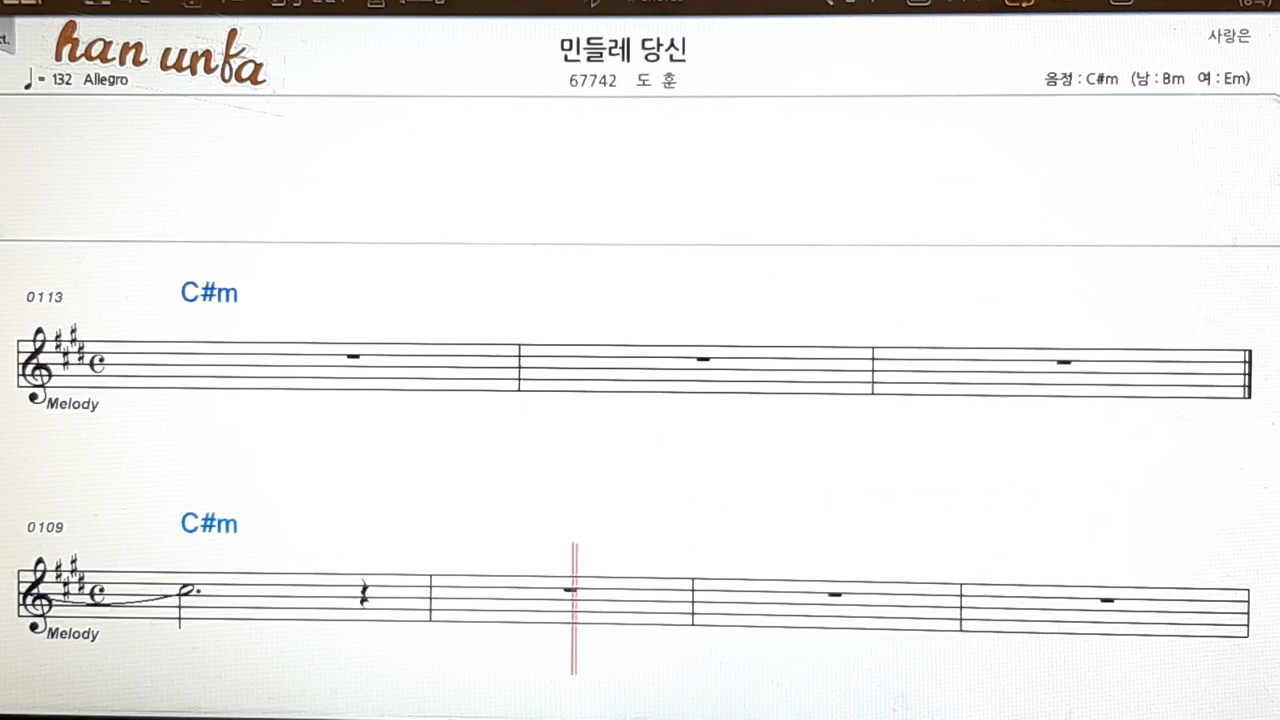 han unfa
민들레 당신
사랑은
♩= 132 Allegro
67742 도 훈
음정 : C#m (남 : Bm 여 : Em)
0113
C#m
Melody
0109
C#m
Melody